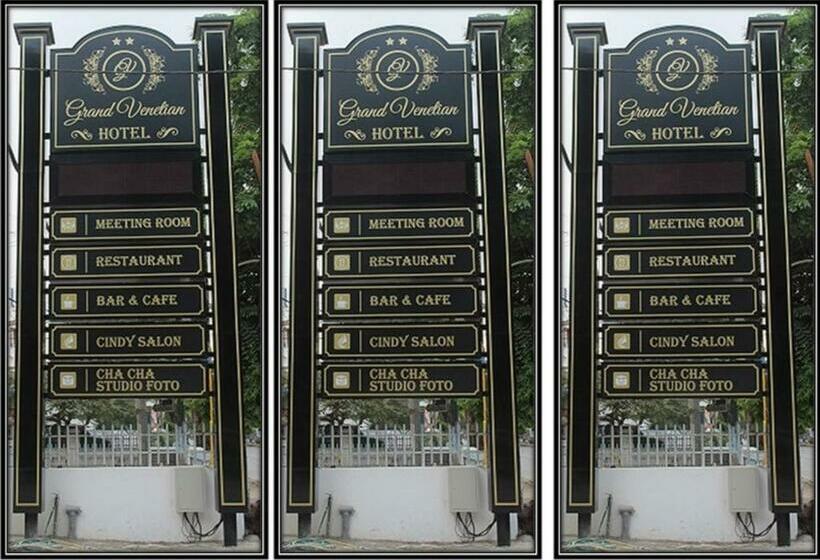 Grand Venetian
HOTEL
MEETING ROOM
RESTAURANT
BAR & CAFE
CINDY SALON
CHA CHA
STUDIO FOTO
Grand Venetian
HOTEL
MEETING ROOM
RESTAURANT
BAR & CAFE
CINDY SALON
CHA CHA
STUDIO FOTO
Grand Venetian
HOTEL
MEETING ROOM
RESTAURANT
BAR & CAFE
CINDY SALON
CHA CHA
STUDIO FOTO